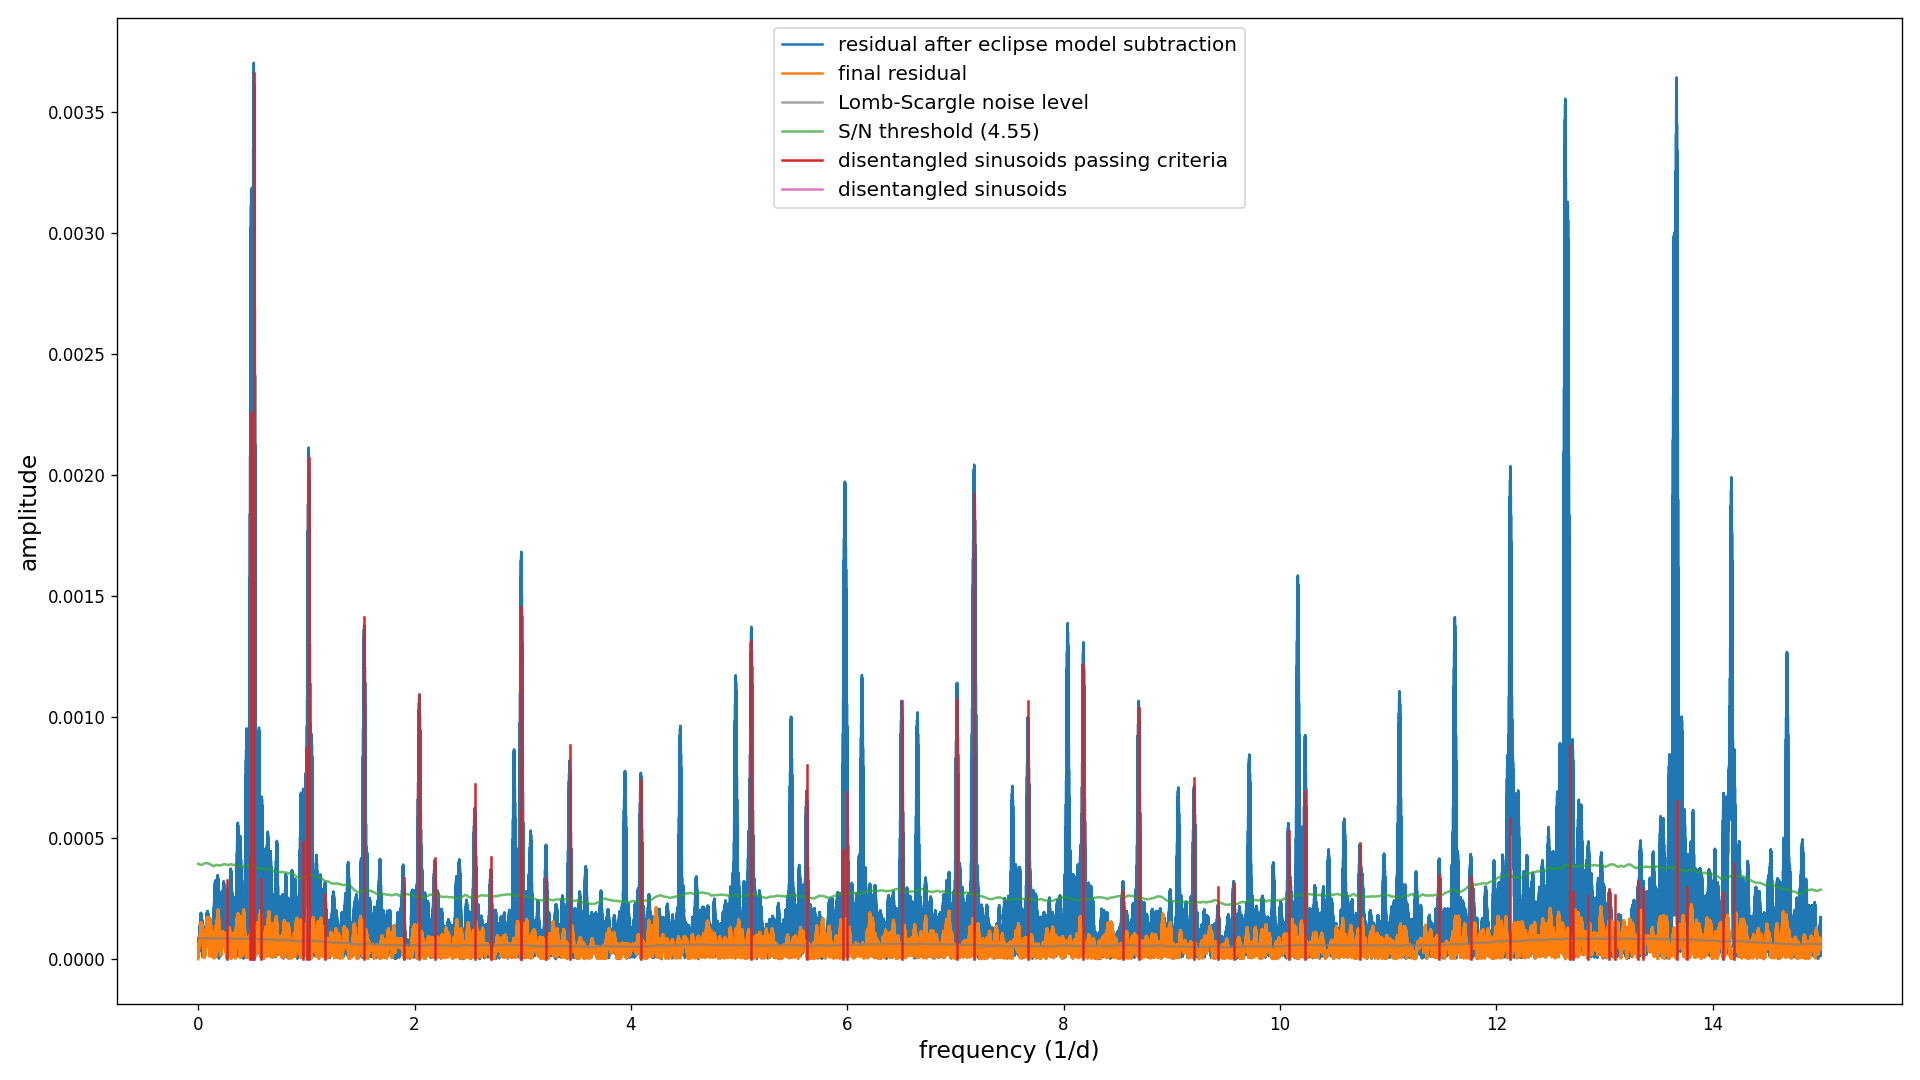 residual after eclipse model subtraction
final residual
Lomb-Scargle noise level
S/N threshold (4.55)
disentangled sinusoids passing criteria
disentangled sinusoids
0.0035
0.0030
0.0025
0.0020
0.0015
0.0010
0.0005
0.0000
amplitude
0 2 4 6 8 10 12 14
frequency (1/d)